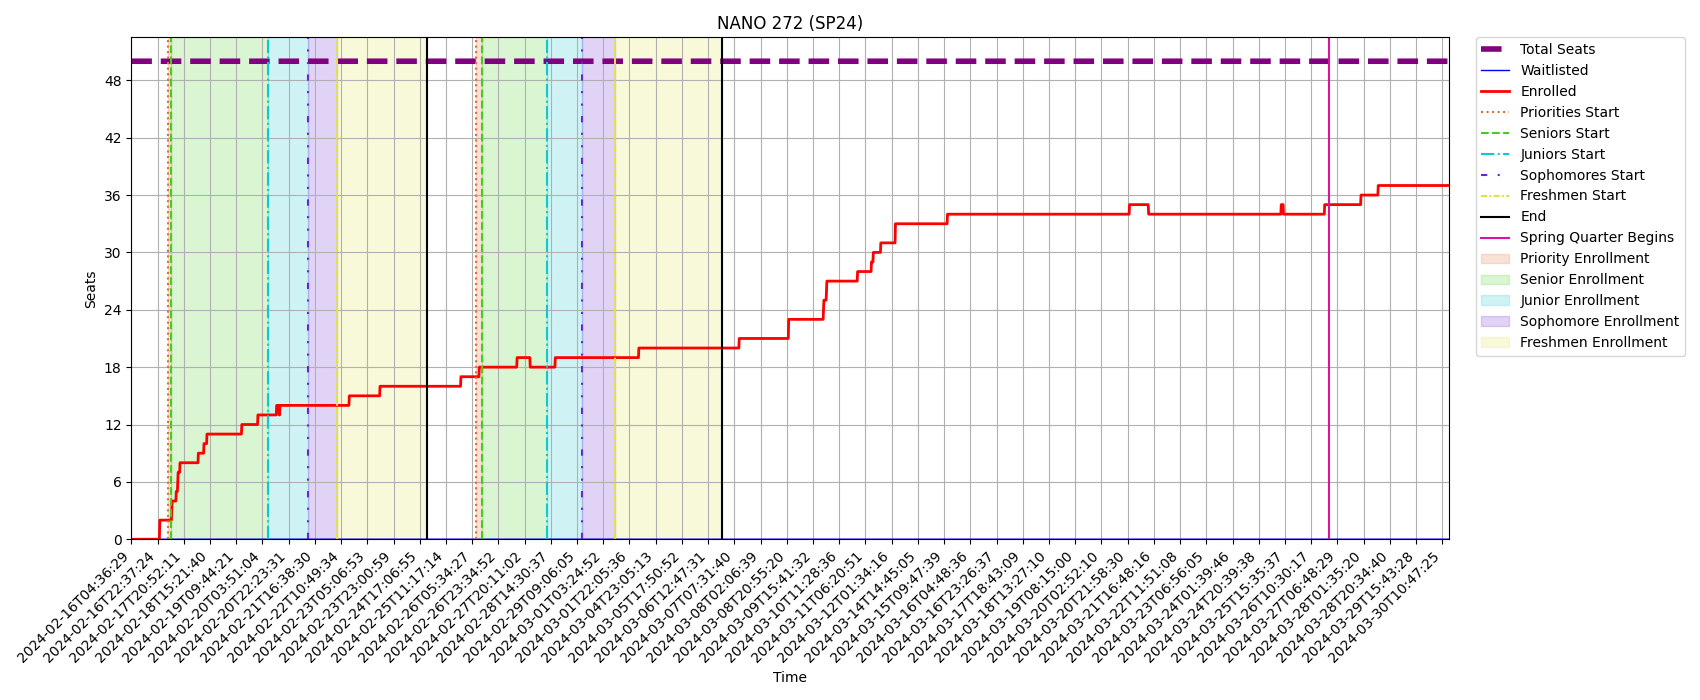 NANO 272 (SP24)
Seats
48
42
36
30
24
18
12
6
0
2024-02-16T04:36:29
2024-02-16T22:37:24
2024-02-17T20:52:11
2024-02-18T15:21:40
2024-02-19T09:44:21
2024-02-20T03:51:04
2024-02-20T22:23:31
2024-02-21T16:38:30
2024-02-22T10:49:34
2024-02-23T05:06:53
2024-02-23T23:00:59
2024-02-24T17:06:55
2024-02-25T11:17:14
2024-02-26T05:34:27
2024-02-26T23:34:52
2024-02-27T20:11:02
2024-02-28T14:30:37
2024-02-29T09:06:05
2024-03-01T03:24:52
2024-03-01T22:05:36
2024-03-04T23:05:13
2024-03-05T17:50:52
2024-03-06T12:47:31
2024-03-07T07:31:40
2024-03-08T02:06:39
2024-03-08T20:55:20
2024-03-09T15:41:32
2024-03-10T11:28:36
2024-03-11T06:20:51
2024-03-12T01:34:16
2024-03-14T14:45:05
2024-03-15T09:47:39
2024-03-16T04:48:36
2024-03-16T23:26:37
2024-03-17T18:43:09
2024-03-18T13:27:10
2024-03-19T08:15:00
2024-03-20T02:52:10
2024-03-20T21:58:30
2024-03-21T16:48:16
2024-03-22T11:51:08
2024-03-23T06:56:05
2024-03-24T01:39:46
2024-03-24T20:39:38
2024-03-25T15:35:37
2024-03-26T10:30:17
2024-03-27T06:48:29
2024-03-28T01:35:20
2024-03-28T20:34:40
2024-03-29T15:43:28
2024-03-30T10:47:25
Time
Total Seats
Waitlisted
Enrolled
Priorities Start
Seniors Start
Juniors Start
Sophomores Start
Freshmen Start
End
Spring Quarter Begins
Priority Enrollment
Senior Enrollment
Junior Enrollment
Sophomore Enrollment
Freshmen Enrollment